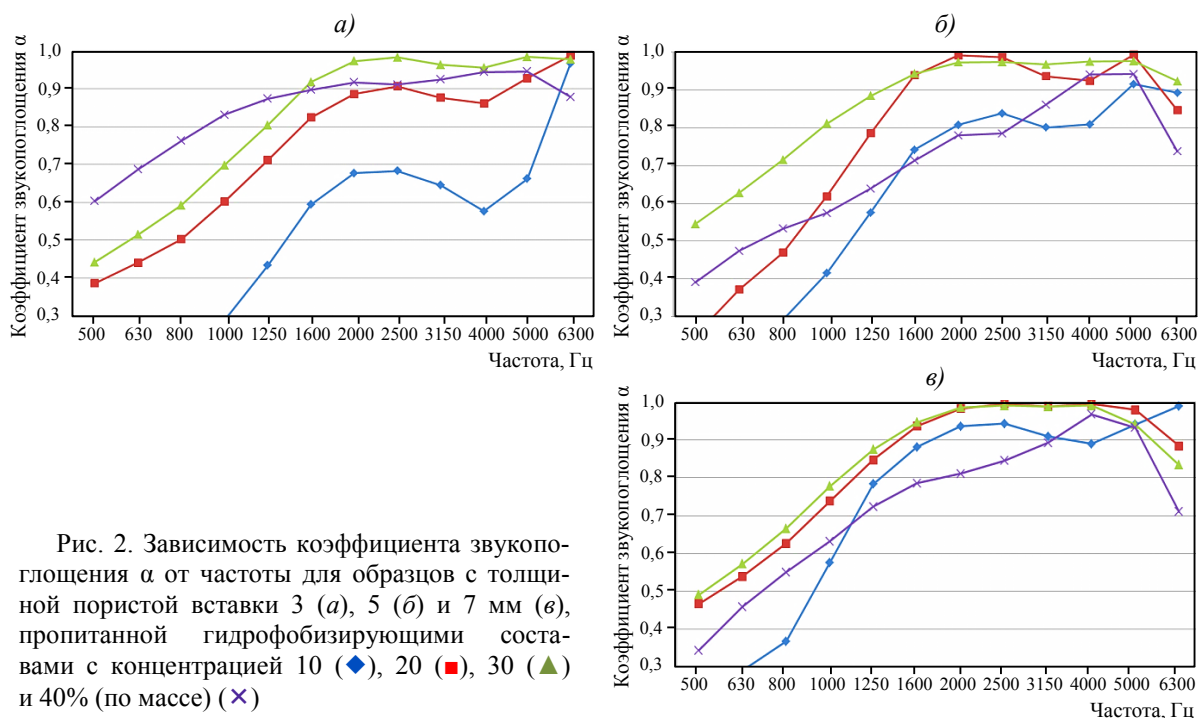 а)
Коэффициент звукопоглощения α
1,0
0,9
0,8
0,7
0,6
0,5
0,4
0,3
500 630 800 1000 1250 1600 2000 2500 3150 4000 5000 6300
Частота, Гц
б)
Коэффициент звукопоглощения α
1,0
0,9
0,8
0,7
0,6
0,5
0,4
0,3
500 630 800 1000 1250 1600 2000 2500 3150 4000 5000 6300
Частота, Гц
в)
Коэффициент звукопоглощения α
1,0
0,9
0,8
0,7
0,6
0,5
0,4
0,3
500 630 800 1000 1250 1600 2000 2500 3150 4000 5000 6300
Частота, Гц
Рис. 2. Зависимость коэффициента звукопо-
глощения α от частоты для образцов с толщи-
ной пористой вставки 3 (а), 5 (б) и 7 мм (в),
пропитанной гидрофобизирующими соста-
вами с концентрацией 10 (◆), 20 (■), 30 (▲)
и 40% (по массе) (×)